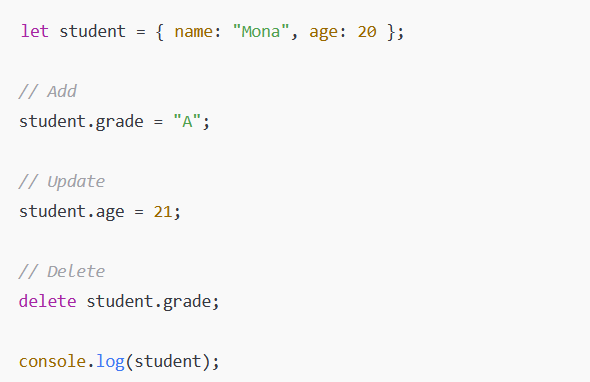 let student = { name: "Mona", age: 20 };
// Add
student.grade = "A";
// Update
student.age = 21;
// Delete
delete student.grade;
console.log(student);